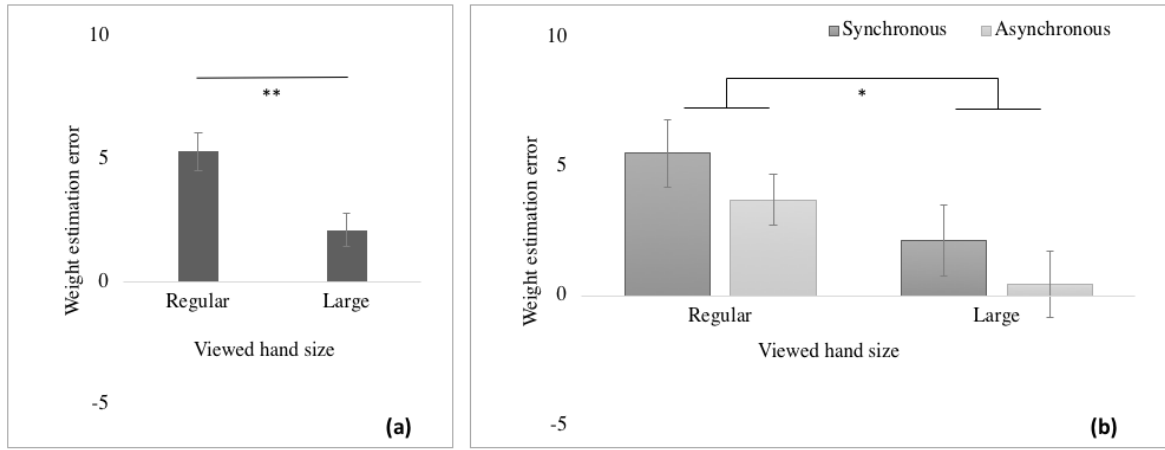 10
**
5
0
-5
Weight estimation error
Regular Large
Viewed hand size
(a)
Synchronous Asynchronous
10
*
5
0
-5
Weight estimation error
Regular Large
Viewed hand size
(b)